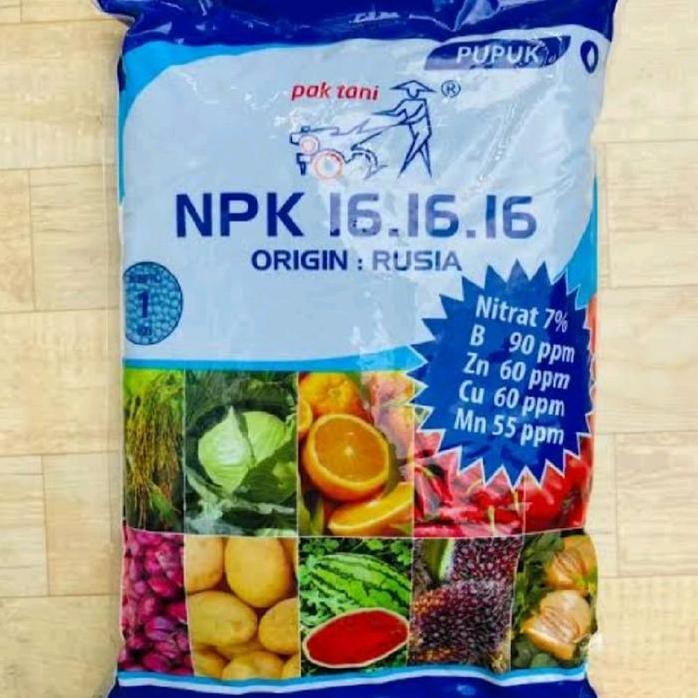 PUPUK
pak tani ®
NPK 16.16.16
ORIGIN : RUSIA
1
Nitrat 7%
B 90 ppm
Zn 60 ppm
Cu 60 ppm
Mn 55 ppm